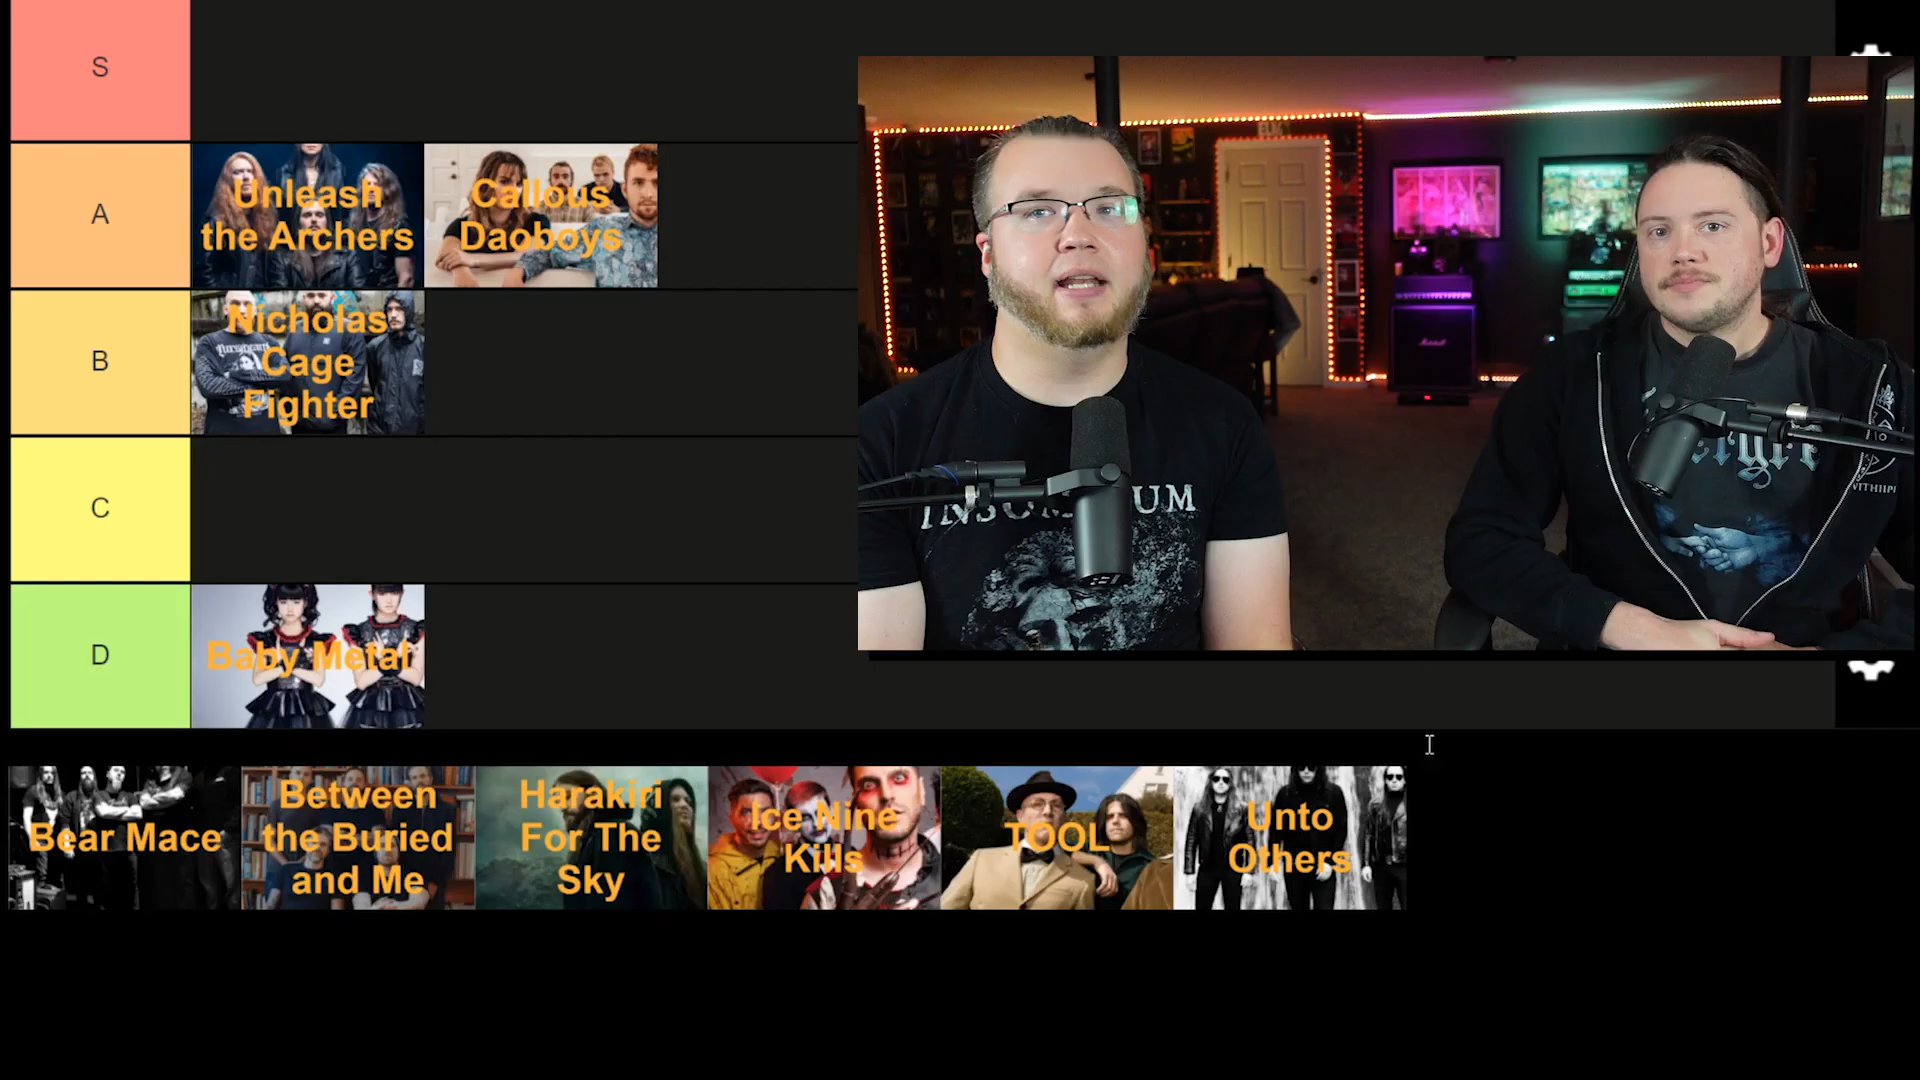 S
A
Unleash
the Archers
Callous
Daoboys
B
Nicholas
Cage
Fighter
C
D
Baby Metal
Bear Mace
Between
the Buried
and Me
Harakiri
For The
Sky
Ice Nine
Kills
TOOL
Unto
Others
Marshall